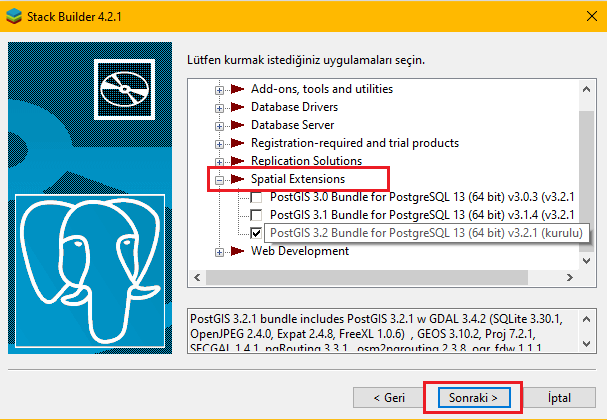 Stack Builder 4.2.1
Lütfen kurmak istediğiniz uygulamaları seçin.
Add-ons, tools and utilities
Database Drivers
Database Server
Registration-required and trial products
Replication Solutions
Spatial Extensions
PostGIS 3.0 Bundle for PostgreSQL 13 (64 bit) v3.0.3 (v3.2.1
PostGIS 3.1 Bundle for PostgreSQL 13 (64 bit) v3.1.4 (v3.2.1
PostGIS 3.2 Bundle for PostgreSQL 13 (64 bit) v3.2.1 (kurulu)
Web Development
PostGIS 3.2.1 bundle includes PostGIS 3.2.1 w GDAL 3.4.2 (SQLite 3.30.1,
OpenJPEG 2.4.0, Expat 2.4.8, FreeXL 1.0.6) , GEOS 3.10.2, Proj 7.2.1,
SFCGAL 1.4.1, pgRouting 3.3.1, osm2pgrouting 2.3.8, ogr_fdw 1.1.1
< Geri
Sonraki >
İptal